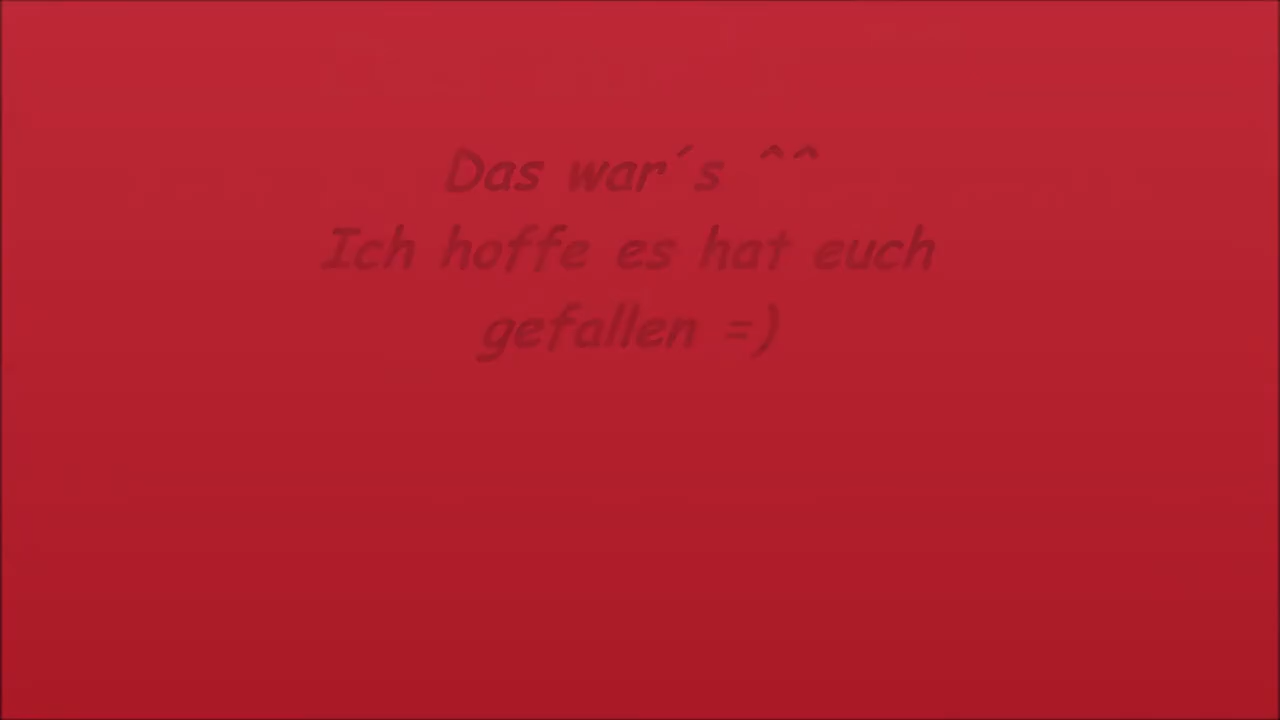 Das war´s ^^
Ich hoffe es hat euch
gefallen =)